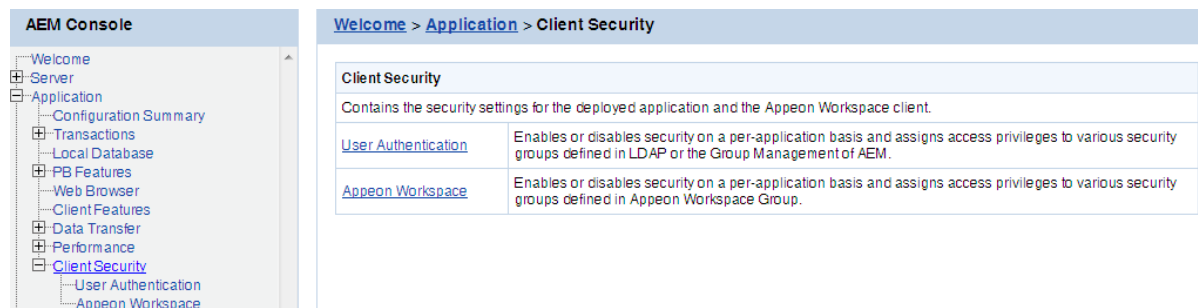 AEM Console
Welcome
Server
Application
Configuration Summary
Transactions
Local Database
PB Features
Web Browser
Client Features
Data Transfer
Performance
Client Security
User Authentication
Appeon Workspace
Welcome > Application > Client Security
Client Security
Contains the security settings for the deployed application and the Appeon Workspace client.
User Authentication
Enables or disables security on a per-application basis and assigns access privileges to various security
groups defined in LDAP or the Group Management of AEM.
Appeon Workspace
Enables or disables security on a per-application basis and assigns access privileges to various security
groups defined in Appeon Workspace Group.